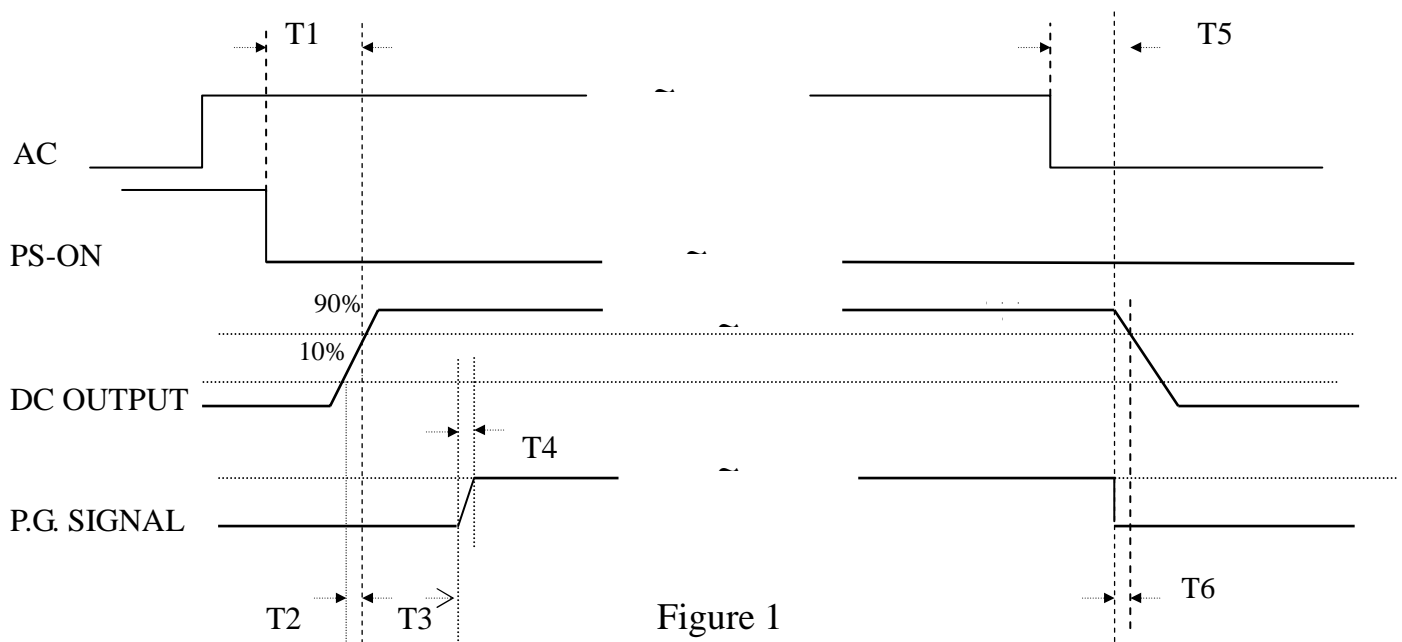 T1
T5
~
AC
PS-ON
~
90%
~
10%
DC OUTPUT
T4
~
P.G. SIGNAL
T2
T3
Figure 1
T6